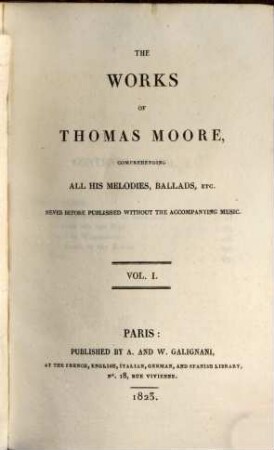 THE
WORKS
OF
THOMAS MOORE,
COMPREHENDING
ALL HIS MELODIES, BALLADS, ETC.
NEVER BEFORE PUBLISHED WITHOUT THE ACCOMPANYING MUSIC.
VOL. I.
PARIS:
PUBLISHED BY A. AND W. GALIGNANI,
AT THE FRENCH, ENGLISH, ITALIAN, GERMAN, AND SPANISH LIBRARY,
Nº. 18, RUE VIVIENNE.
1823.